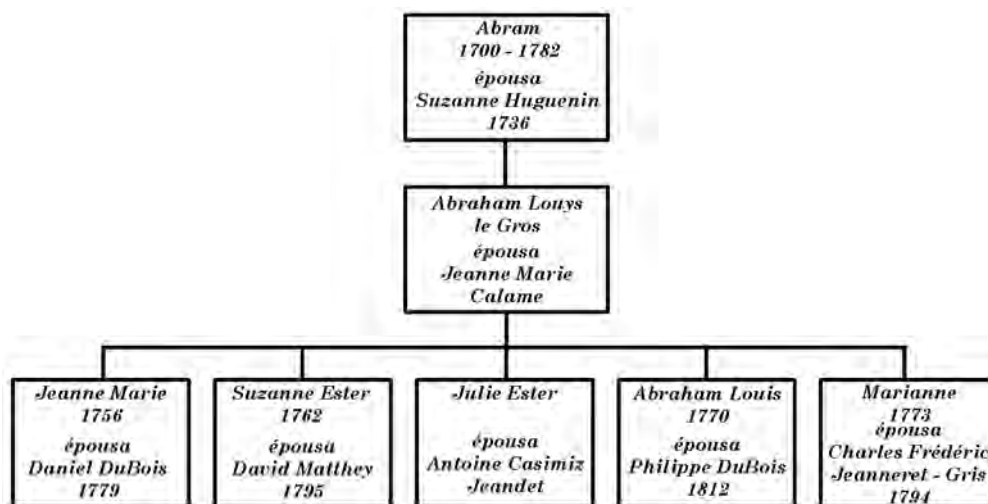 Abram
1700 - 1782
épousa
Suzanne Huguenin
1736
Abraham Louys
le Gros
épousa
Jeanne Marie
Calame
Jeanne Marie
1756
épousa
Daniel DuBois
1779
Suzanne Ester
1762
épousa
David Matthey
1795
Julie Ester
épousa
Antoine Casimiz
Jeandet
Abraham Louis
1770
épousa
Philippe DuBois
1812
Marianne
1773
épousa
Charles Frédéric
Jeanneret - Gris
1794